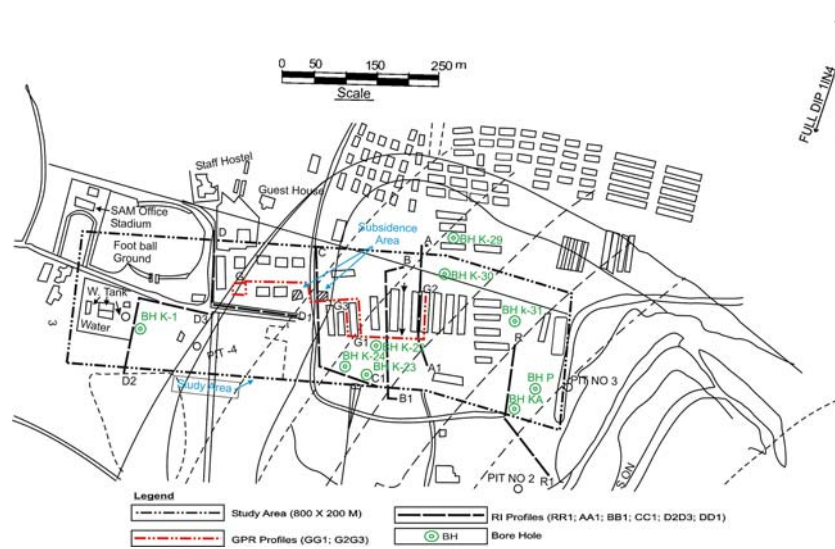 0 50 150 250 m
Scale
FULL DIP 1IN4
Staff Hostel
Guest House
SAM Office
Stadium
Foot ball
Ground
Subsidence
Area
D
C
A
B
BH K-29
BH K-30
G
G2
G3
W. Tank
Water
BH K-1
D3
D1
BH k-31
PIT-4
G1
R
BH K-24
BH K-23
C1
A1
B1
BH P
PIT NO 3
BH KA
D2
Study Area
PIT NO 2
R1
Legend
Study Area (800 X 200 M)
RI Profiles (RR1; AA1; BB1; CC1; D2D3; DD1)
GPR Profiles (GG1; G2G3)
BH
Bore Hole